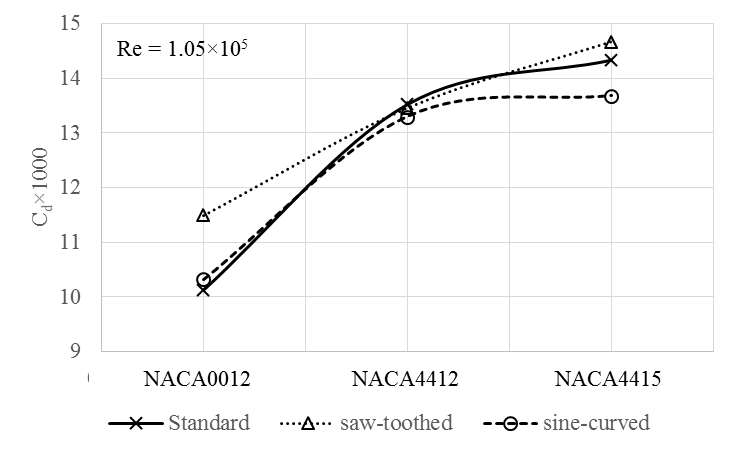 15
Re = 1.05×10⁵
14
13
12
11
10
9
C_d×1000
NACA0012 NACA4412 NACA4415
Standard saw-toothed sine-curved